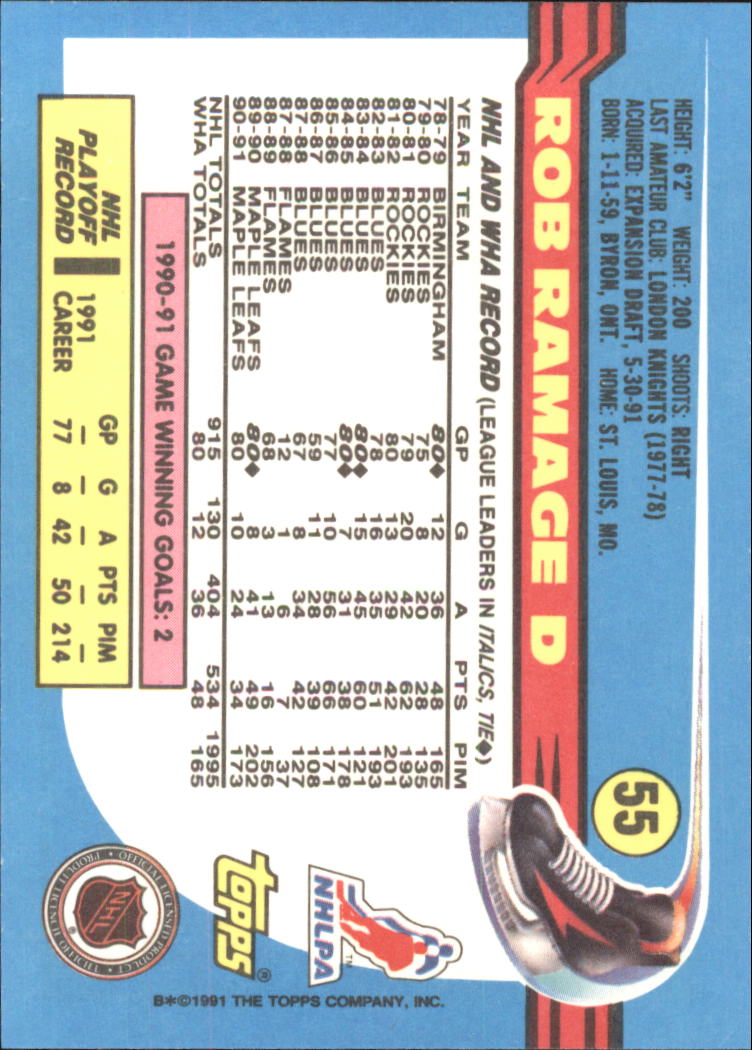 HEIGHT: 6'2" WEIGHT: 200 SHOOTS: RIGHT
LAST AMATEUR CLUB: LONDON KNIGHTS (1977-78)
ACQUIRED: EXPANSION DRAFT, 5-30-91
BORN: 1-11-59, BYRON, ONT. HOME: ST. LOUIS, MO.
55
ROB RAMAGE D
NHL AND WHA RECORD (LEAGUE LEADERS IN ITALICS, TIE◆)
YEAR TEAM GP G A PTS PIM
78-79 BIRMINGHAM 80◆ 12 36 48 165
79-80 ROCKIES 75 8 20 28 135
80-81 ROCKIES 79 20 42 62 193
81-82 ROCKIES 80 13 29 42 201
82-83 BLUES 78 16 35 51 193
83-84 BLUES 80◆ 15 45 60 121
84-85 BLUES 80◆ 7 31 38 178
85-86 BLUES 77 10 56 66 171
86-87 BLUES 59 11 28 39 108
87-88 BLUES 67 8 34 42 127
87-88 FLAMES 12 1 6 7 37
88-89 FLAMES 68 3 13 16 156
89-90 MAPLE LEAFS 80◆ 8 41 49 202
90-91 MAPLE LEAFS 80 10 24 34 173
NHL TOTALS 915 130 404 534 1995
WHA TOTALS 80 12 36 48 165
1990-91 GAME WINNING GOALS: 2
NHL PLAYOFF RECORD
GP G A PTS PIM
1991 — — — — —
CAREER 77 8 42 50 214
NHLPA™
TOPPS®
OFFICIAL LICENSED PRODUCT • PRODUIT LICENCIÉ OFFICIEL •
NHL ®
B*©1991 THE TOPPS COMPANY, INC.